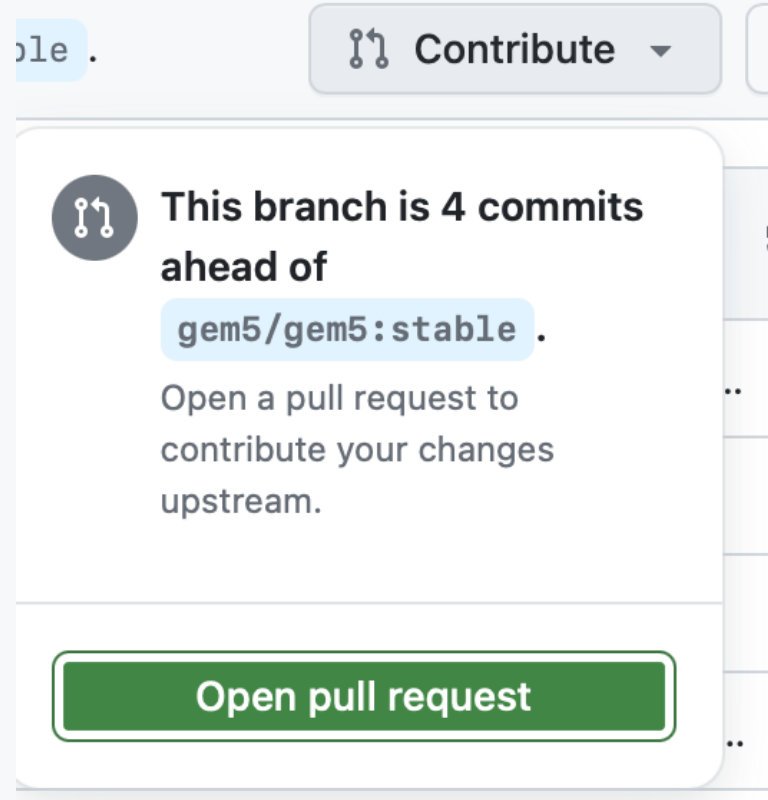 .
Contribute
This branch is 4 commits
ahead of
gem5/gem5:stable .
Open a pull request to
contribute your changes
upstream.
Open pull request